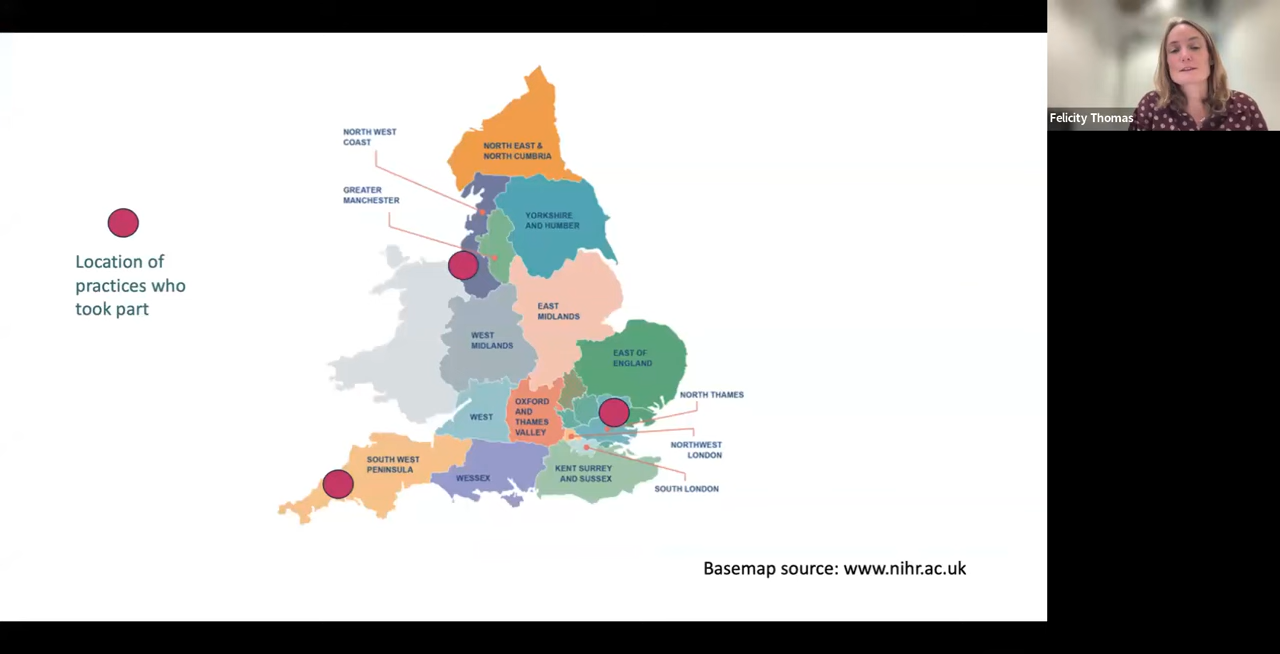 Felicity Thomas
NORTH WEST
COAST
NORTH EAST &
NORTH CUMBRIA
GREATER
MANCHESTER
YORKSHIRE
AND HUMBER
Location of
practices who
took part
EAST
MIDLANDS
WEST
MIDLANDS
EAST OF
ENGLAND
NORTH THAMES
OXFORD
AND
THAMES
VALLEY
WEST
NORTHWEST
LONDON
SOUTH WEST
PENINSULA
WESSEX
KENT SURREY
AND SUSSEX
SOUTH LONDON
Basemap source: www.nihr.ac.uk